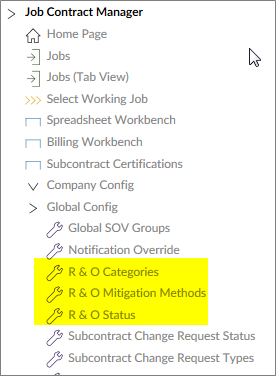 Job Contract Manager
Home Page
Jobs
Jobs (Tab View)
Select Working Job
Spreadsheet Workbench
Billing Workbench
Subcontract Certifications
Company Config
Global Config
Global SOV Groups
Notification Override
R & O Categories
R & O Mitigation Methods
R & O Status
Subcontract Change Request Status
Subcontract Change Request Types